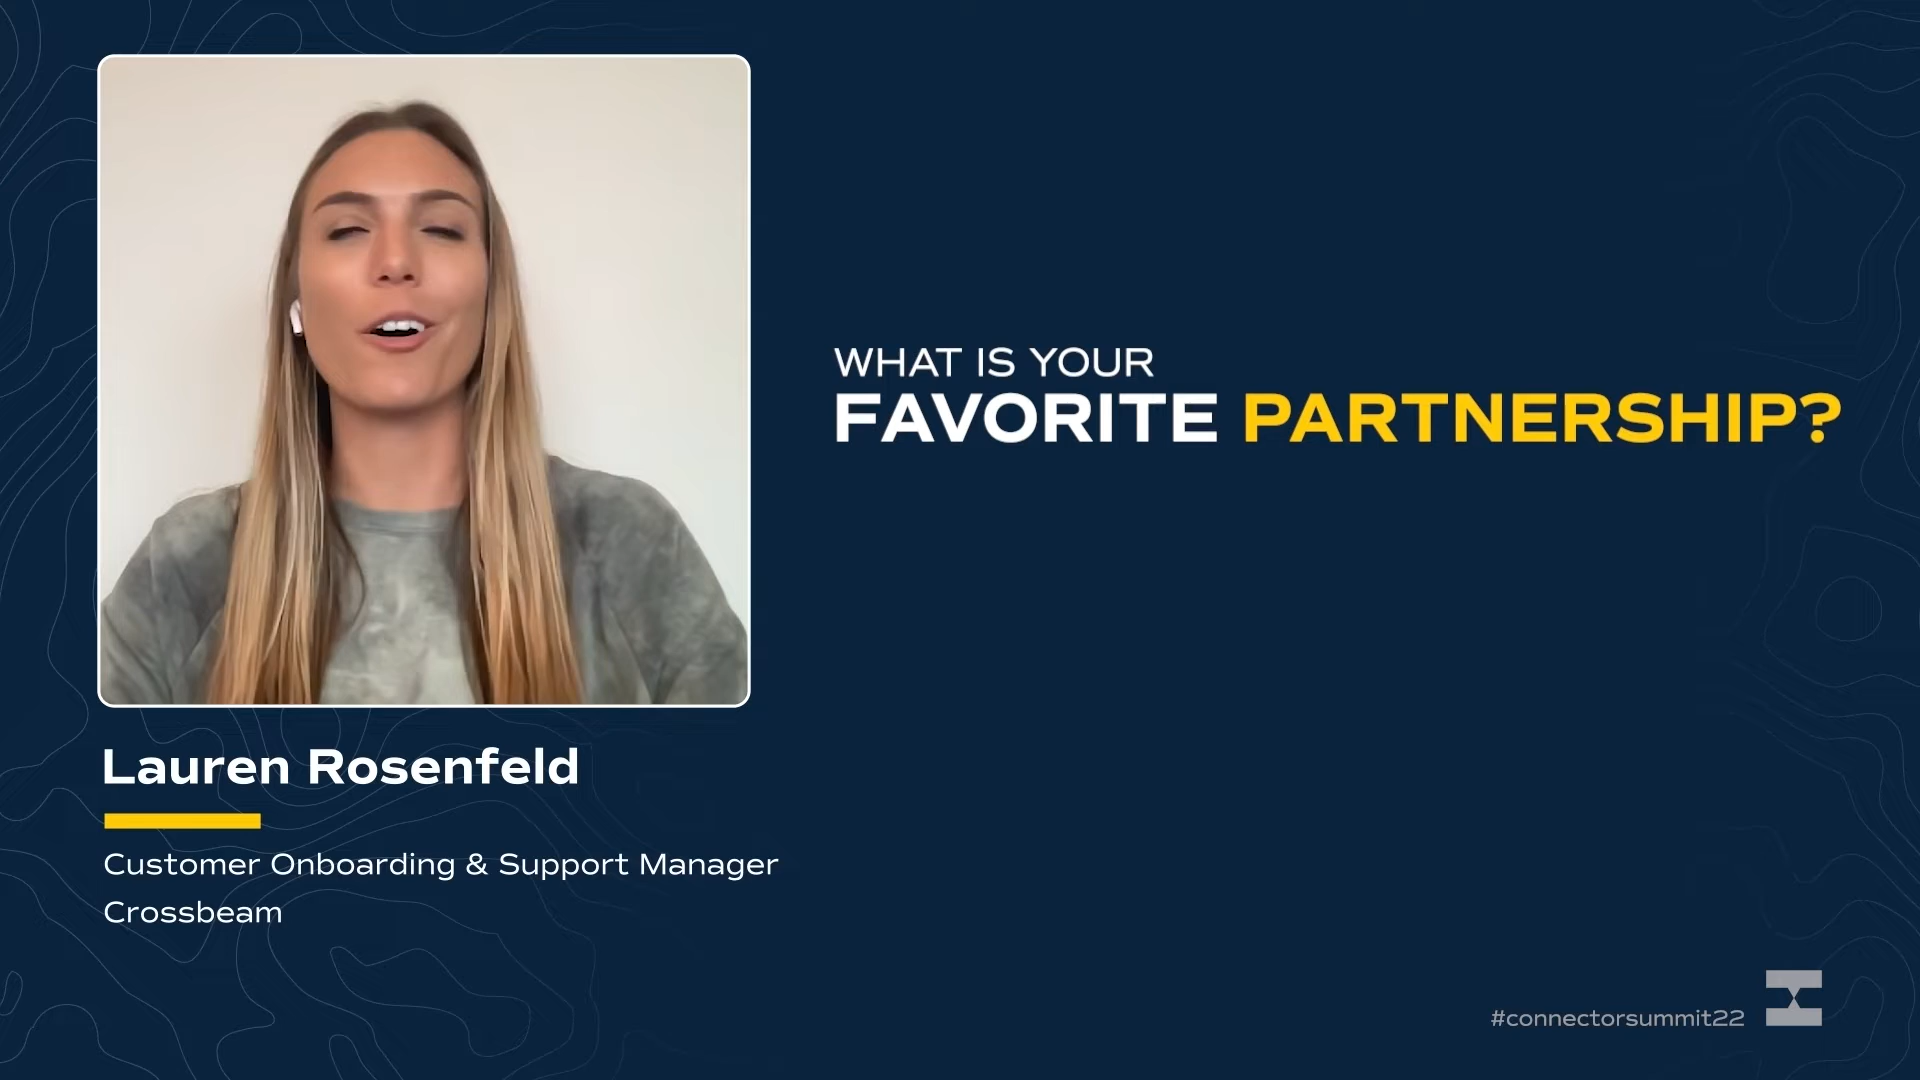 WHAT IS YOUR
FAVORITE PARTNERSHIP?
Lauren Rosenfeld
Customer Onboarding & Support Manager
Crossbeam
#connectorsummit22